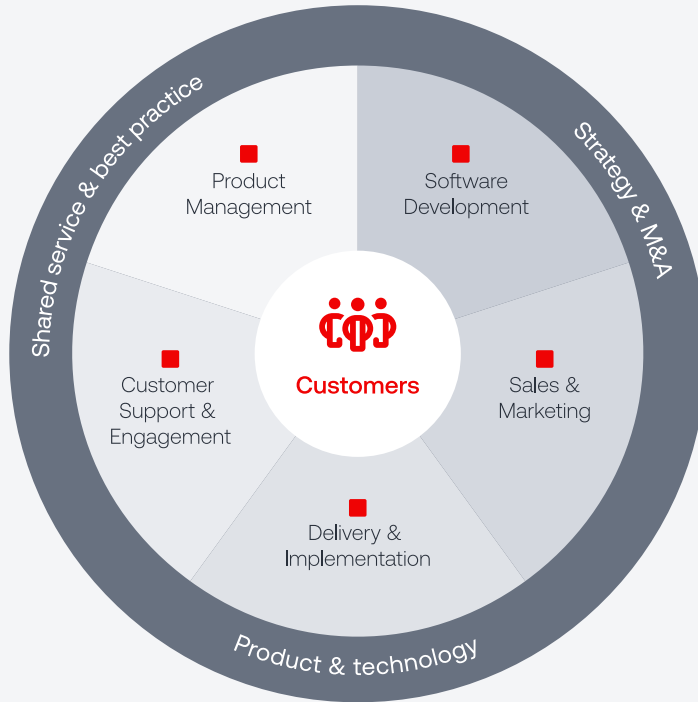 Shared service & best practice
Strategy & M&A
Product
Management
Software
Development
Customers
Customer
Support &
Engagement
Sales &
Marketing
Delivery &
Implementation
Product & technology